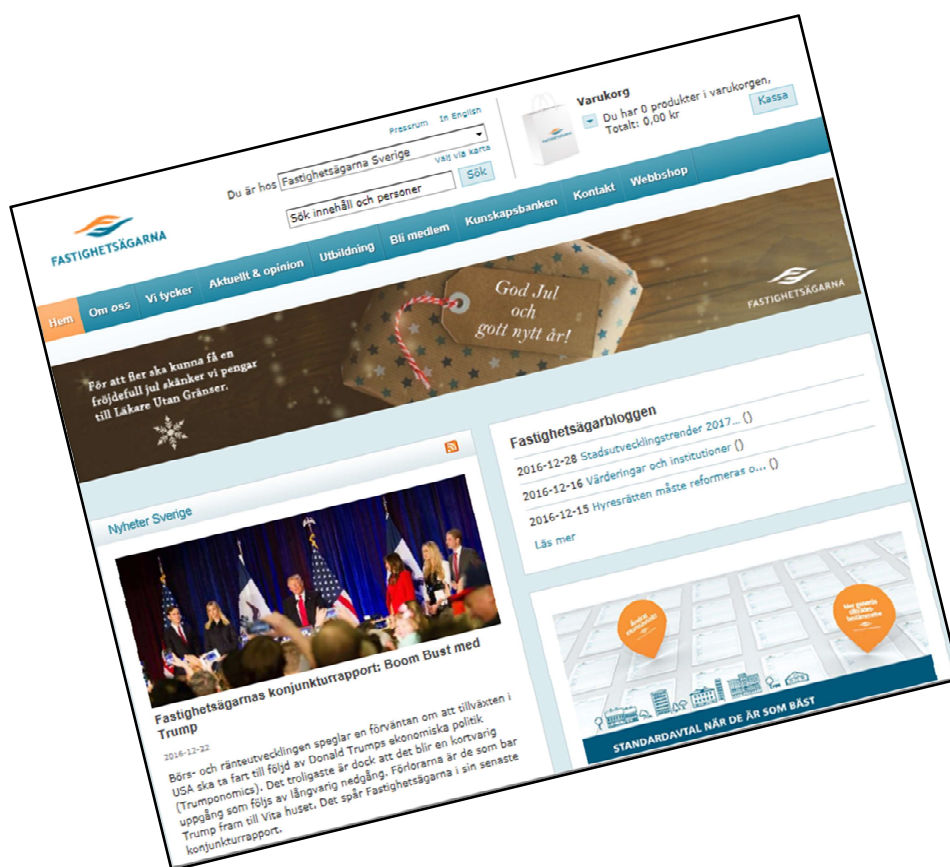 Pressrum In English
Du är hos Fastighetsägarna Sverige
Välj via karta
Sök innehåll och personer Sök
Varukorg
Du har 0 produkter i varukorgen,
Totalt: 0,00 kr
Kassa
FASTIGHETSÄGARNA
Hem Om oss Vi tycker Aktuellt & opinion Utbildning Bli medlem Kunskapsbanken Kontakt Webbshop
För att fler ska kunna få en
fröjdefull jul skänker vi pengar
till Läkare Utan Gränser.
God Jul
och
gott nytt år!
FASTIGHETSÄGARNA
Nyheter Sverige
Fastighetsägarnas konjunkturrapport: Boom Bust med
Trump
2016-12-22
Börs- och ränteutvecklingen speglar en förväntan om att tillväxten i
USA ska ta fart till följd av Donald Trumps ekonomiska politik
(Trumponomics). Det troligaste är dock att det blir en kortvarig
uppgång som följs av långvarig nedgång. Förlorarna är de som bar
Trump fram till Vita huset. Det spår Fastighetsägarna i sin senaste
konjunkturrapport.
Fastighetsägarbloggen
2016-12-28 Stadsutvecklingstrender 2017... ()
2016-12-16 Värderingar och institutioner ()
2016-12-15 Hyresrätten måste reformeras o... ()
Läs mer
STANDARDAVTAL NÄR DE ÄR SOM BÄST